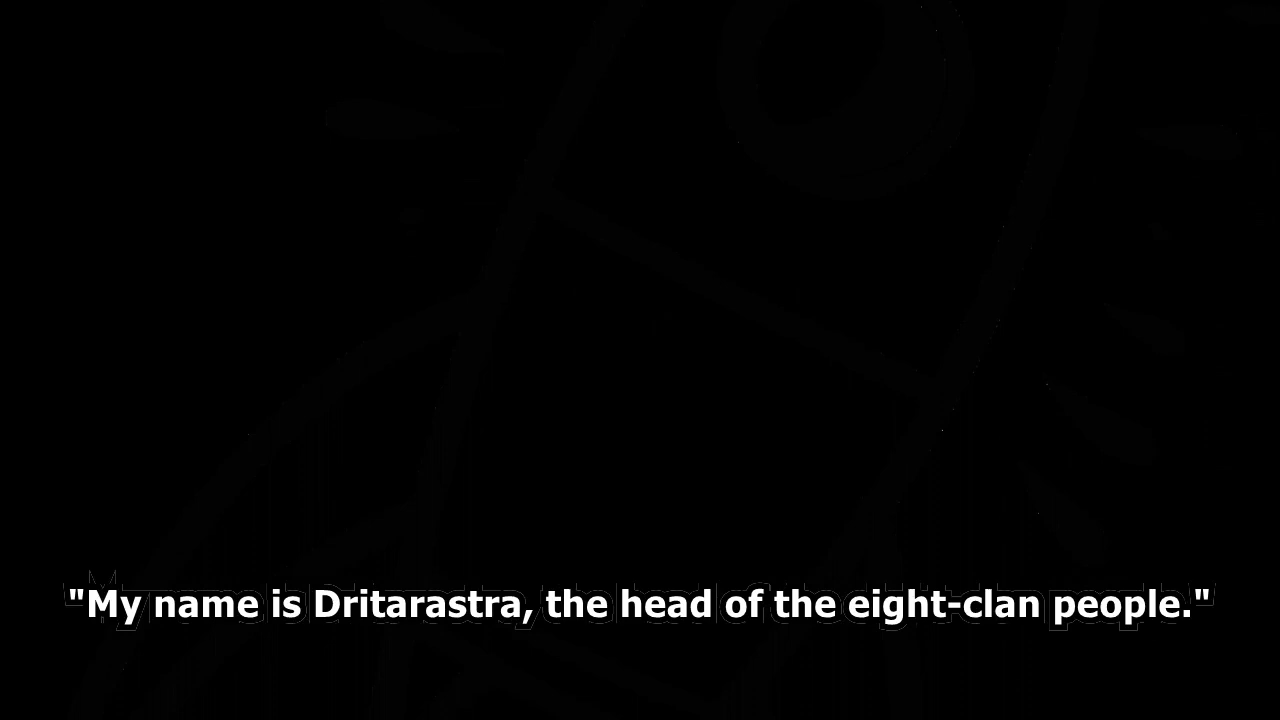 "My name is Dritarastra, the head of the eight-clan people."